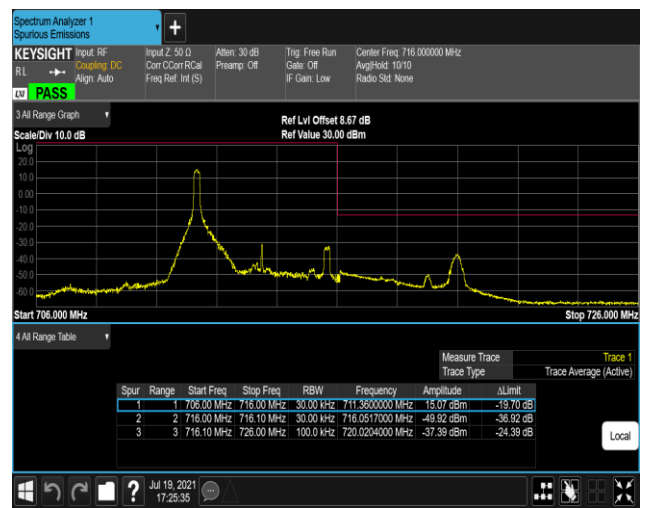 Spectrum Analyzer 1
Spurious Emissions
+
KEYSIGHT Input: RF Input Z: 50 Ω Atten: 30 dB Trig: Free Run Center Freq: 716.000000 MHz
RL Coupling: DC Corr CCorr RCal Preamp: Off Gate: Off Avg|Hold: 10/10
Align: Auto Freq Ref: Int (S) IF Gain: Low Radio Std: None
LXI PASS
3 All Range Graph
Ref Lvl Offset 8.67 dB
Scale/Div 10.0 dB Ref Value 30.00 dBm
Log
20.0
10.0
0.00
-10.0
-20.0
-30.0
-40.0
-50.0
-60.0
Start 706.000 MHz Stop 726.000 MHz
4 All Range Table
Measure Trace Trace 1
Trace Type Trace Average (Active)
Spur Range Start Freq Stop Freq RBW Frequency Amplitude ΔLimit
1 1 706.00 MHz 716.00 MHz 30.00 kHz 711.3600000 MHz 15.07 dBm -19.70 dB
2 2 716.00 MHz 716.10 MHz 30.00 kHz 716.0517000 MHz -49.92 dBm -36.92 dB
3 3 716.10 MHz 726.00 MHz 100.0 kHz 720.0204000 MHz -37.39 dBm -24.39 dB
Local
? Jul 19, 2021
17:25:35